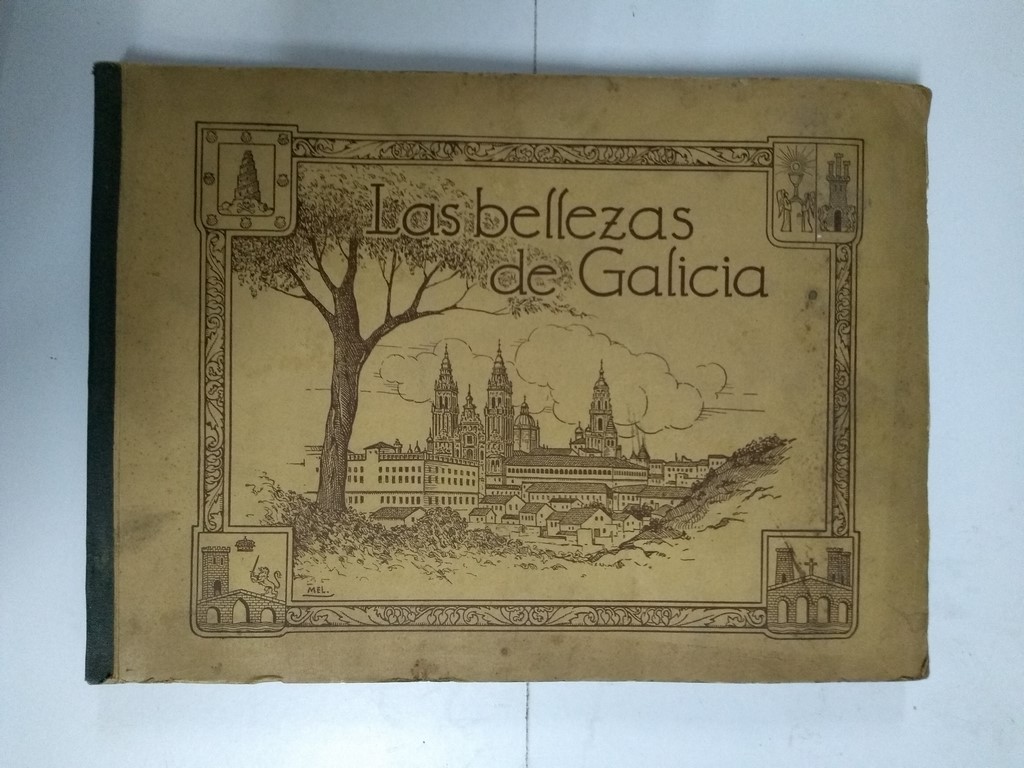 Las bellezas
de Galicia
MEL.